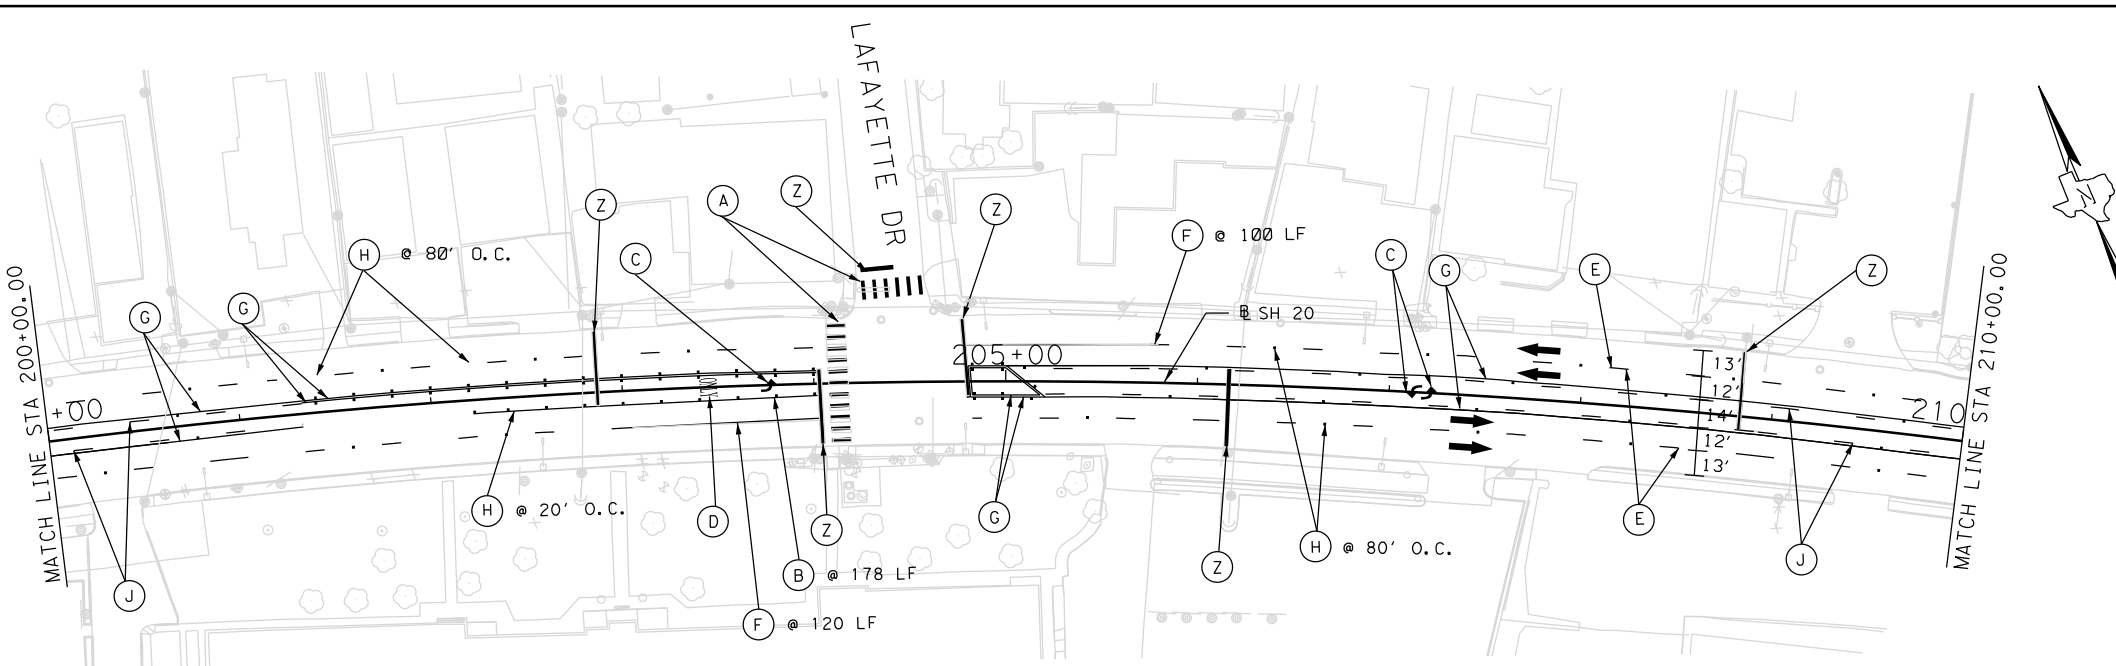 LAFAYETTE DR
Z
A
Z
Z
Z
F @ 100 LF
H @ 80' O.C.
C
C
G
E
Z
G
G
MATCH LINE STA 200+00.00
MATCH LINE STA 210+00.00
+00
205+00
B SH 20
210
ONLY
13'
12'
14'
12'
13'
H @ 20' O.C.
D
Z
B @ 178 LF
F @ 120 LF
G
Z
H @ 80' O.C.
E
J
J
N